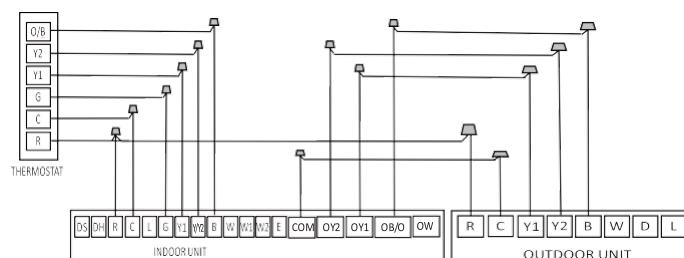 O/B
Y2
Y1
G
C
R
THERMOSTAT
DS DH R C L G Y1 Y/Y2 B W W1 W2 E COM OY2 OY1 OB/O OW
INDOOR UNIT
R C Y1 Y2 B W D L
OUTDOOR UNIT